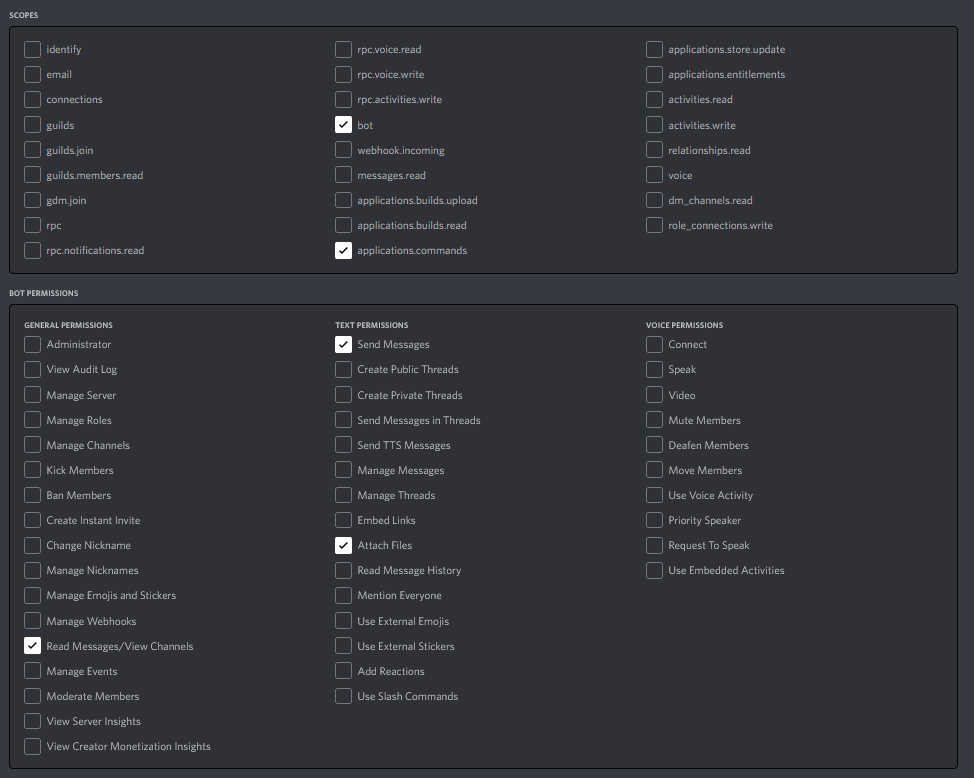 SCOPES
identify
email
connections
guilds
guilds.join
guilds.members.read
gdm.join
rpc
rpc.notifications.read
rpc.voice.read
rpc.voice.write
rpc.activities.write
bot
webhook.incoming
messages.read
applications.builds.upload
applications.builds.read
applications.commands
applications.store.update
applications.entitlements
activities.read
activities.write
relationships.read
voice
dm_channels.read
role_connections.write
BOT PERMISSIONS
GENERAL PERMISSIONS
Administrator
View Audit Log
Manage Server
Manage Roles
Manage Channels
Kick Members
Ban Members
Create Instant Invite
Change Nickname
Manage Nicknames
Manage Emojis and Stickers
Manage Webhooks
Read Messages/View Channels
Manage Events
Moderate Members
View Server Insights
View Creator Monetization Insights
TEXT PERMISSIONS
Send Messages
Create Public Threads
Create Private Threads
Send Messages in Threads
Send TTS Messages
Manage Messages
Manage Threads
Embed Links
Attach Files
Read Message History
Mention Everyone
Use External Emojis
Use External Stickers
Add Reactions
Use Slash Commands
VOICE PERMISSIONS
Connect
Speak
Video
Mute Members
Deafen Members
Move Members
Use Voice Activity
Priority Speaker
Request To Speak
Use Embedded Activities